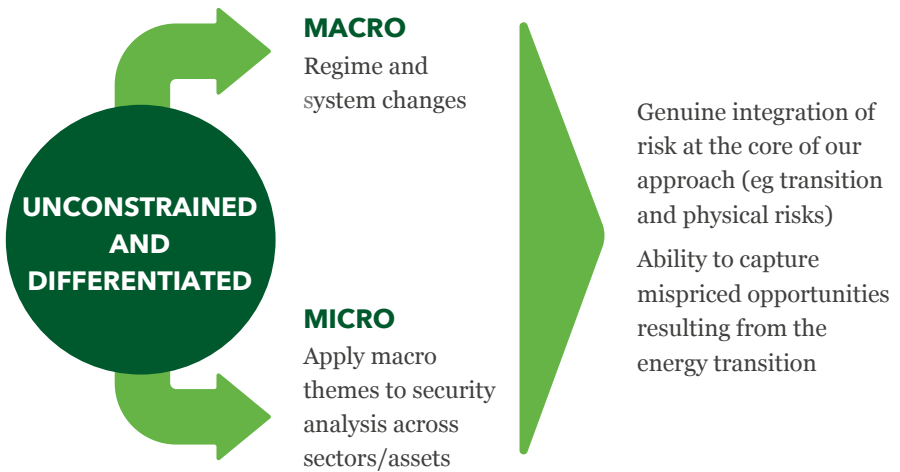 UNCONSTRAINED
AND
DIFFERENTIATED
MACRO
Regime and
system changes
MICRO
Apply macro
themes to security
analysis across
sectors/assets
Genuine integration of
risk at the core of our
approach (eg transition
and physical risks)
Ability to capture
mispriced opportunities
resulting from the
energy transition